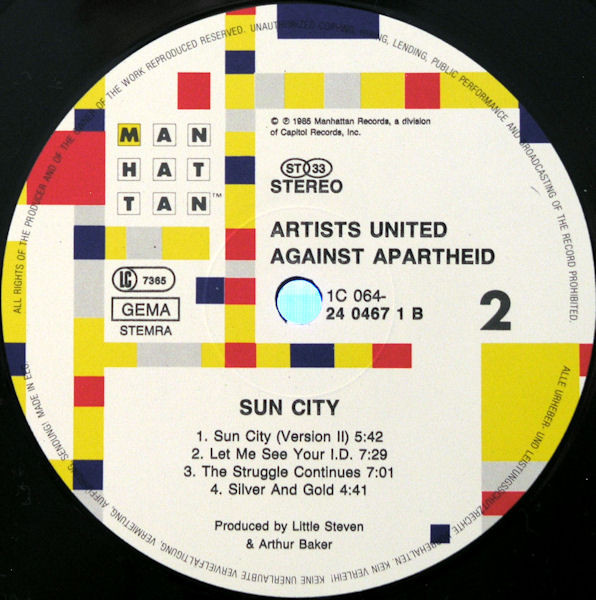 ALL RIGHTS OF THE PRODUCER AND OF THE OWNER OF THE WORK REPRODUCED RESERVED. UNAUTHORIZED COPYING, HIRING, LENDING, PUBLIC PERFORMANCE AND BROADCASTING OF THE RECORD PROHIBITED.
MAN
HAT
TAN™
© ℗ 1985 Manhattan Records, a division
of Capitol Records, Inc.
ST 33
STEREO
ARTISTS UNITED
AGAINST APARTHEID
LC 7365
GEMA
STEMRA
1C 064-
24 0467 1 B
2
SUN CITY
1. Sun City (Version II) 5:42
2. Let Me See Your I.D. 7:29
3. The Struggle Continues 7:01
4. Silver And Gold 4:41
Produced by Little Steven
& Arthur Baker
ALLE URHEBER- UND LEISTUNGSSCHUTZRECHTE VORBEHALTEN. KEIN VERLEIH! KEINE UNERLAUBTE VERVIELFÄLTIGUNG, VERMIETUNG, SENDUNG! MADE IN